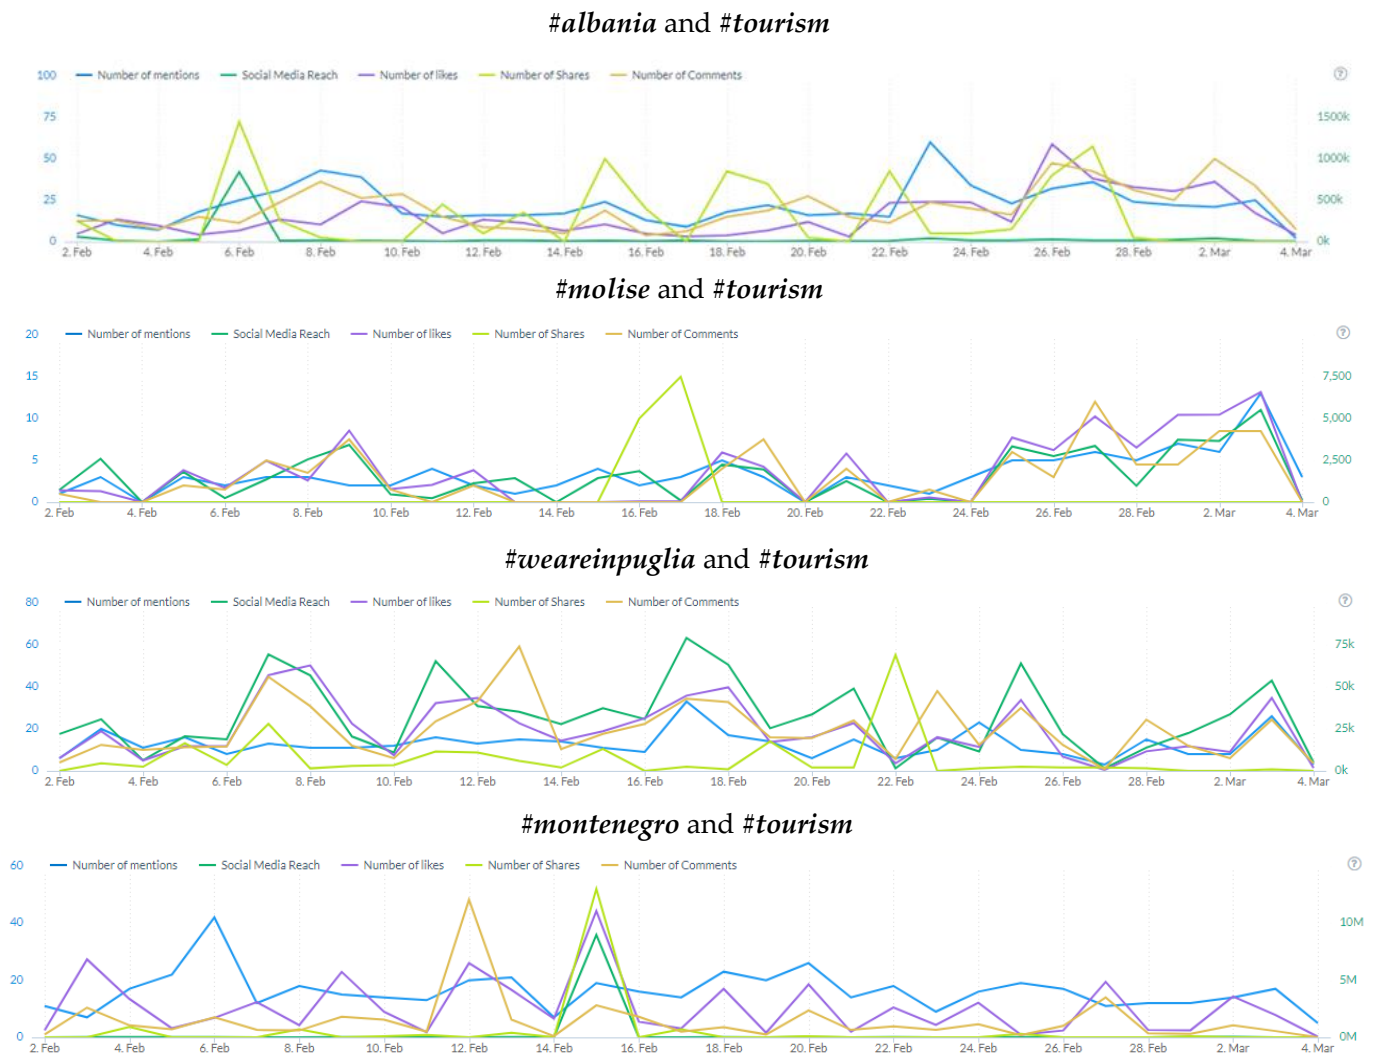 #albania and #tourism
100 Number of mentions Social Media Reach Number of likes Number of Shares Number of Comments ?
75 1500k
50 1000k
25 500k
0 0k
2. Feb 4. Feb 6. Feb 8. Feb 10. Feb 12. Feb 14. Feb 16. Feb 18. Feb 20. Feb 22. Feb 24. Feb 26. Feb 28. Feb 2. Mar 4. Mar
#molise and #tourism
20 Number of mentions Social Media Reach Number of likes Number of Shares Number of Comments ?
15 7,500
10 5,000
5 2,500
0 0
2. Feb 4. Feb 6. Feb 8. Feb 10. Feb 12. Feb 14. Feb 16. Feb 18. Feb 20. Feb 22. Feb 24. Feb 26. Feb 28. Feb 2. Mar 4. Mar
#weareinpuglia and #tourism
80 Number of mentions Social Media Reach Number of likes Number of Shares Number of Comments ?
60 75k
40 50k
20 25k
0 0k
2. Feb 4. Feb 6. Feb 8. Feb 10. Feb 12. Feb 14. Feb 16. Feb 18. Feb 20. Feb 22. Feb 24. Feb 26. Feb 28. Feb 2. Mar 4. Mar
#montenegro and #tourism
60 Number of mentions Social Media Reach Number of likes Number of Shares Number of Comments ?
40 10M
20 5M
0 0M
2. Feb 4. Feb 6. Feb 8. Feb 10. Feb 12. Feb 14. Feb 16. Feb 18. Feb 20. Feb 22. Feb 24. Feb 26. Feb 28. Feb 2. Mar 4. Mar